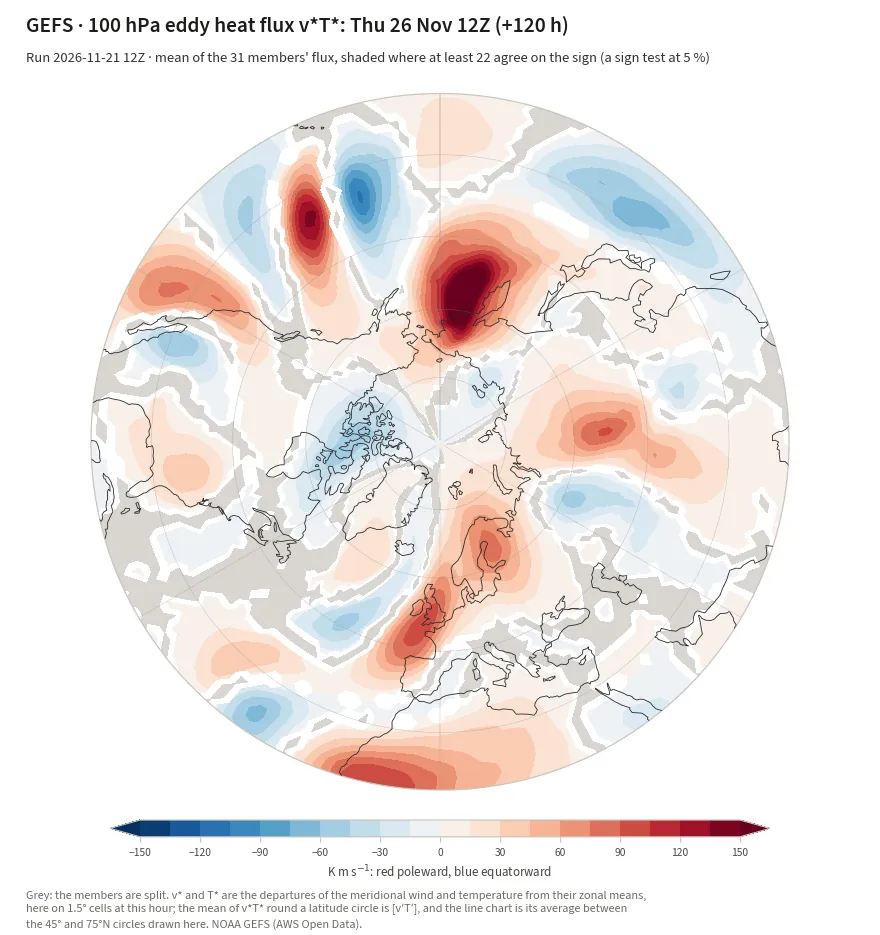 GEFS · 100 hPa eddy heat flux v*T*: Thu 26 Nov 12Z (+120 h)
Run 2026-11-21 12Z · mean of the 31 members' flux, shaded where at least 22 agree on the sign (a sign test at 5 %)
−150 −120 −90 −60 −30 0 30 60 90 120 150
K m s⁻¹: red poleward, blue equatorward
Grey: the members are split. v* and T* are the departures of the meridional wind and temperature from their zonal means,
here on 1.5° cells at this hour; the mean of v*T* round a latitude circle is [v′T′], and the line chart is its average between
the 45° and 75°N circles drawn here. NOAA GEFS (AWS Open Data).